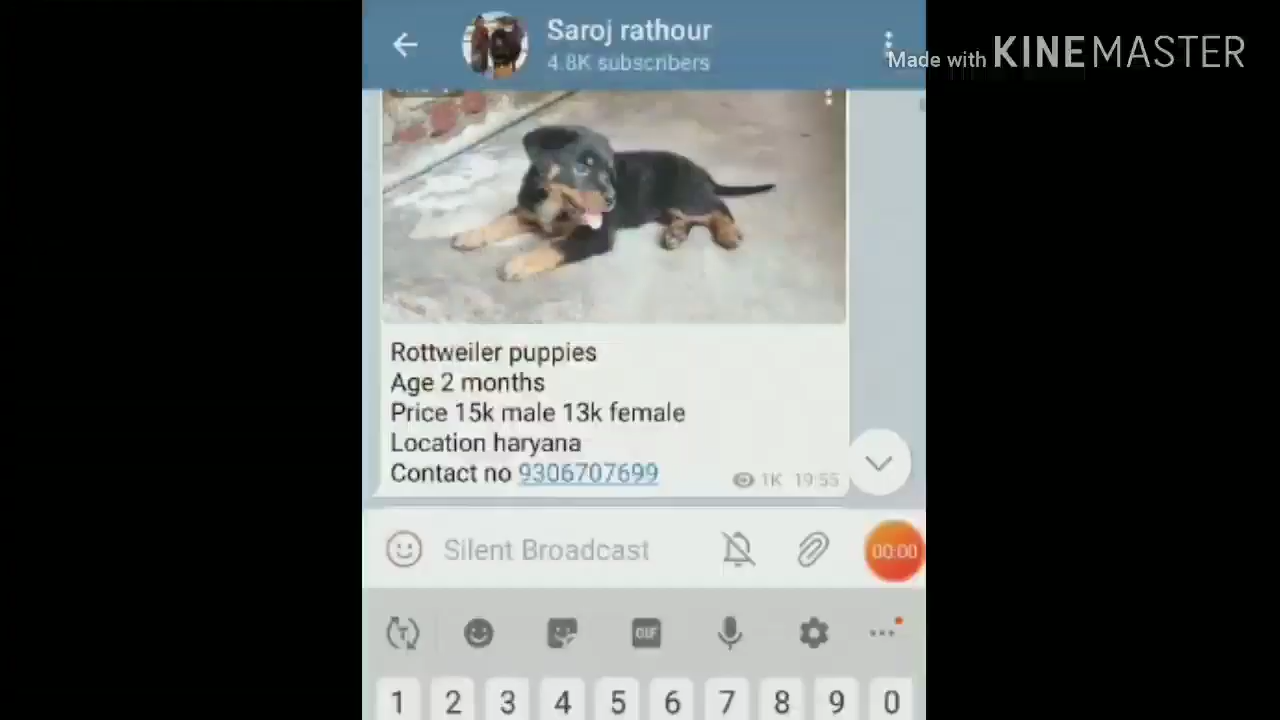 Saroj rathour
4.8K subscribers
Made with KINEMASTER
Rottweiler puppies
Age 2 months
Price 15k male 13k female
Location haryana
Contact no 9306707699
1K 19:55
Silent Broadcast
00:00
GIF
1 2 3 4 5 6 7 8 9 0